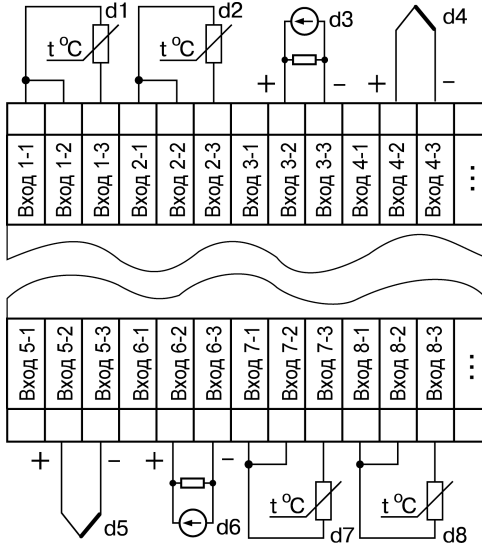 d1 d2 d3 d4
t °C t °C
+ − + −
Вход 1-1 Вход 1-2 Вход 1-3 Вход 2-1 Вход 2-2 Вход 2-3 Вход 3-1 Вход 3-2 Вход 3-3 Вход 4-1 Вход 4-2 Вход 4-3 ...
Вход 5-1 Вход 5-2 Вход 5-3 Вход 6-1 Вход 6-2 Вход 6-3 Вход 7-1 Вход 7-2 Вход 7-3 Вход 8-1 Вход 8-2 Вход 8-3 ...
+ − + −
t °C t °C
d5 d6 d7 d8